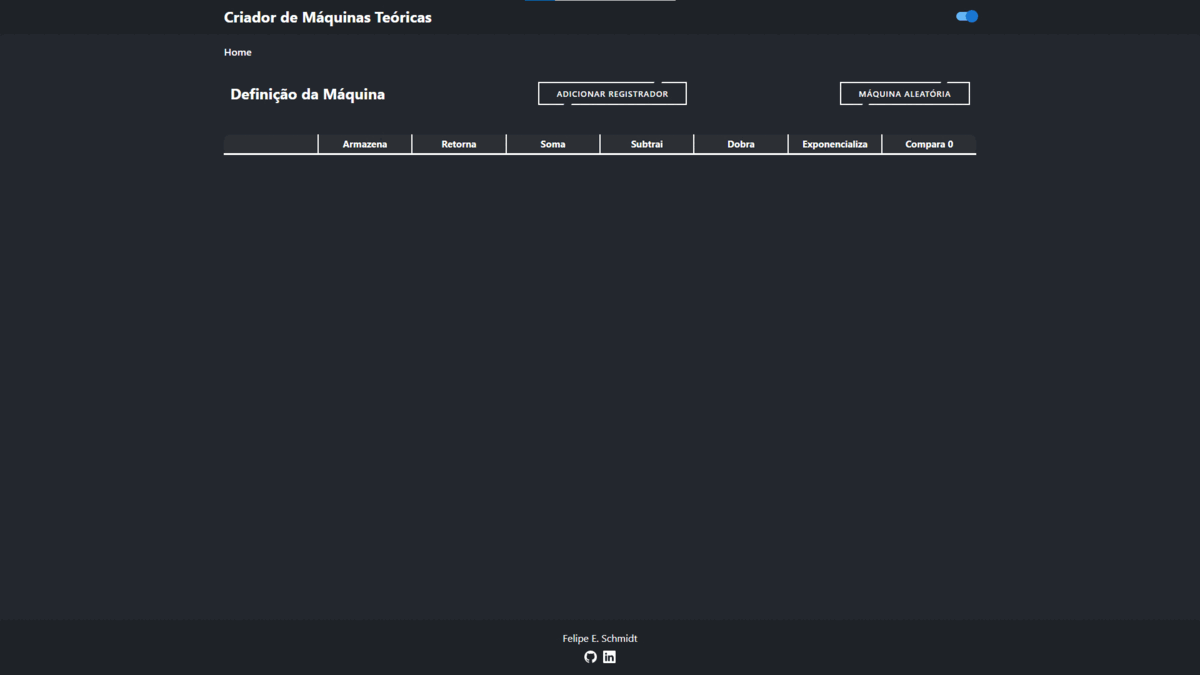 Criador de Máquinas Teóricas
Home
Definição da Máquina
ADICIONAR REGISTRADOR
MÁQUINA ALEATÓRIA
Armazena Retorna Soma Subtrai Dobra Exponencializa Compara 0
Felipe E. Schmidt
in